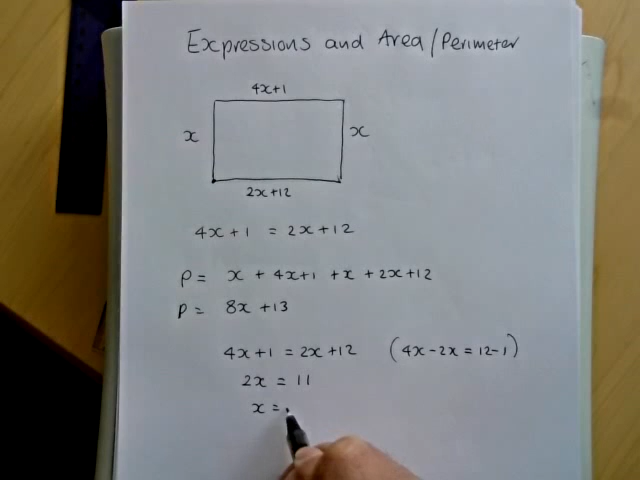 Expressions and Area/Perimeter
4x+1
x
x
2x+12
4x+1 = 2x+12
P= x + 4x+1 +x + 2x+12
P= 8x +13
4x+1 = 2x+12 (4x-2x = 12-1)
2x = 11
x =